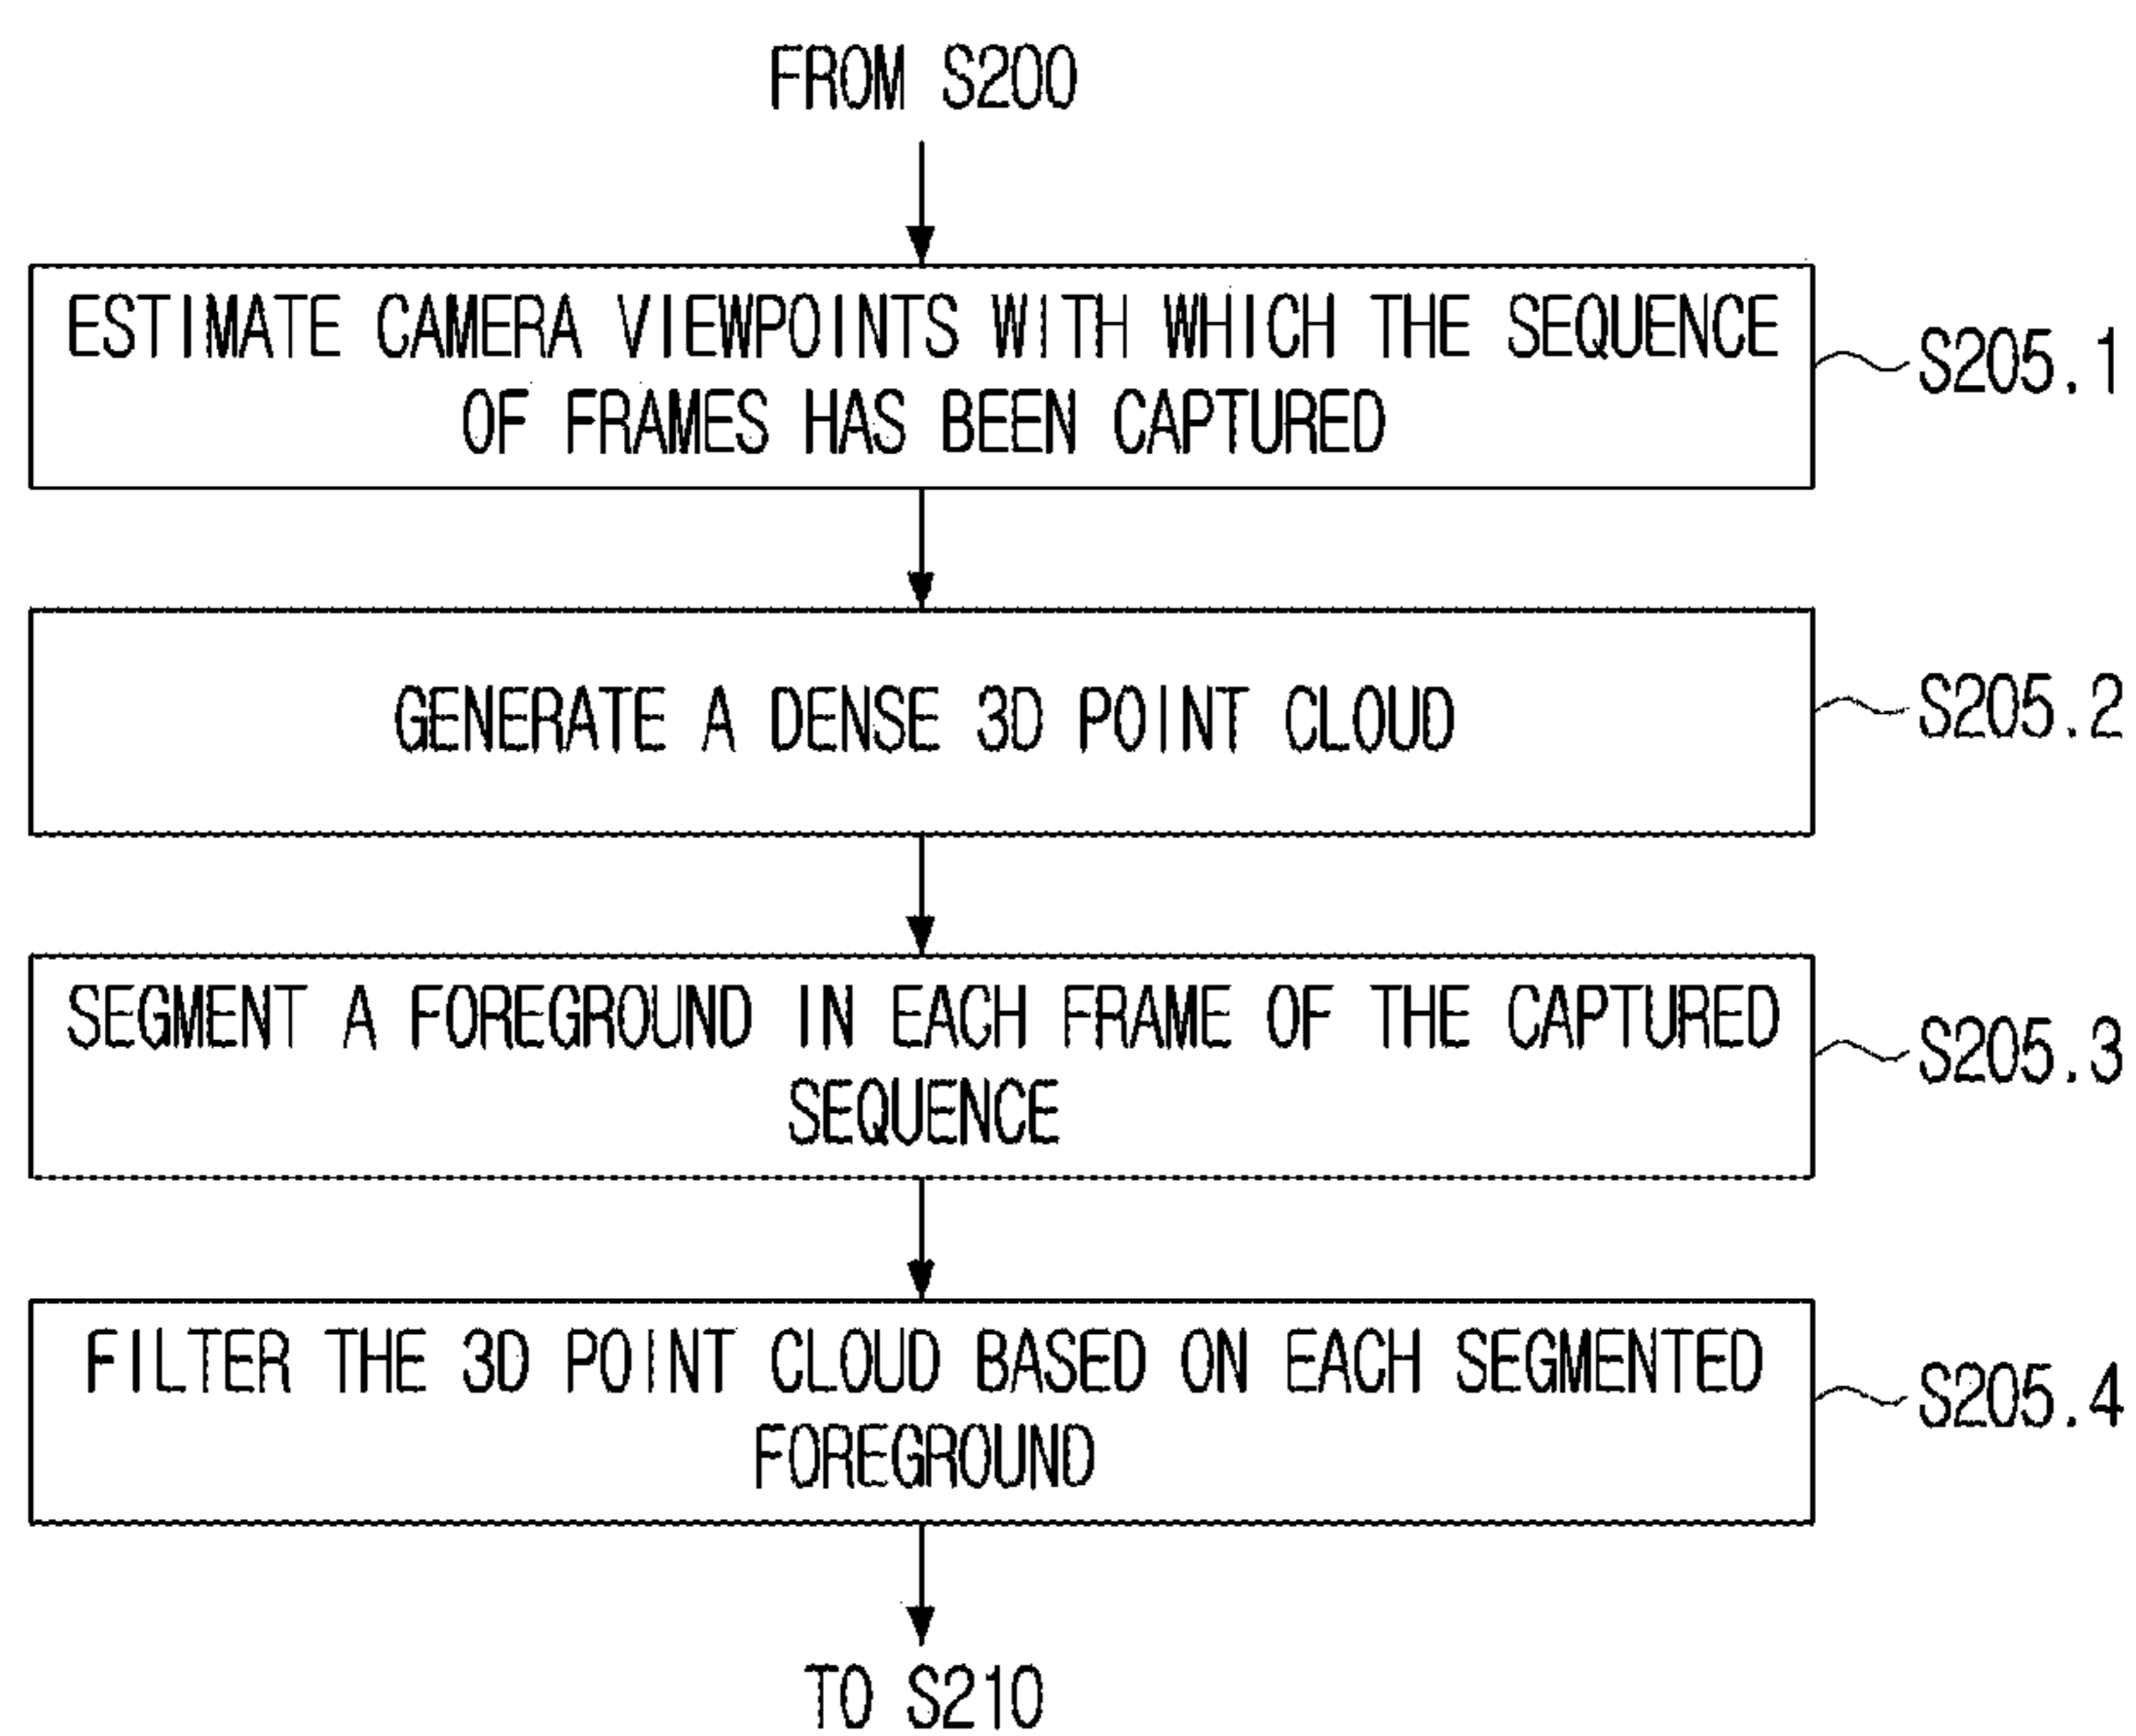 FROM S200
ESTIMATE CAMERA VIEWPOINTS WITH WHICH THE SEQUENCE
OF FRAMES HAS BEEN CAPTURED
S205.1
GENERATE A DENSE 3D POINT CLOUD
S205.2
SEGMENT A FOREGROUND IN EACH FRAME OF THE CAPTURED
SEQUENCE
S205.3
FILTER THE 3D POINT CLOUD BASED ON EACH SEGMENTED
FOREGROUND
S205.4
TO S210